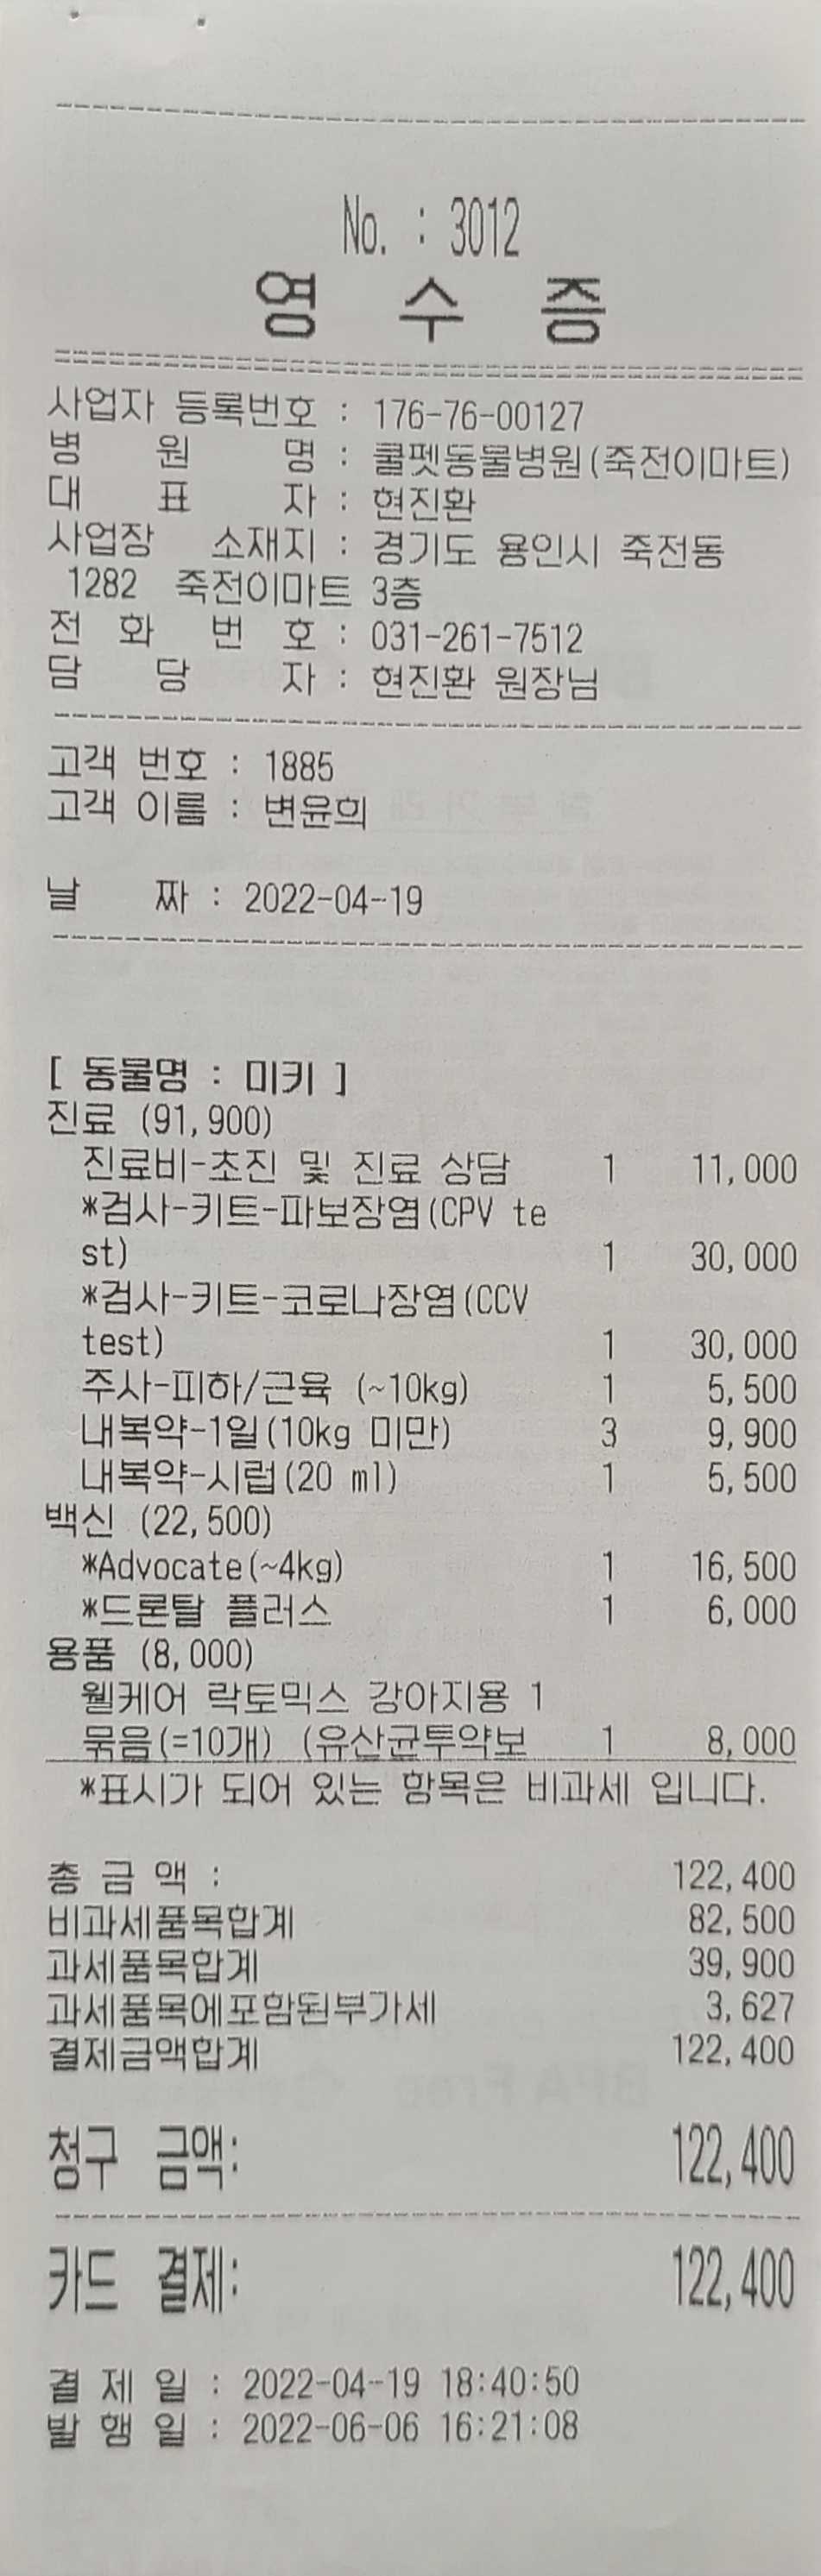 No. : 3012
영 수 증
사업자 등록번호 : 176-76-00127
병 원 명 : 쿨펫동물병원(죽전이마트)
대 표 자 : 현진환
사업장 소재지 : 경기도 용인시 죽전동
1282 죽전이마트 3층
전 화 번 호 : 031-261-7512
담 당 자 : 현진환 원장님
고객 번호 : 1885
고객 이름 : 변윤희
날 짜 : 2022-04-19
[ 동물명 : 미키 ]
진료 (91,900)
진료비-초진 및 진료 상담 1 11,000
*검사-키트-파보장염(CPV te
st) 1 30,000
*검사-키트-코로나장염(CCV
test) 1 30,000
주사-피하/근육 (~10kg) 1 5,500
내복약-1일(10kg 미만) 3 9,900
내복약-시럽(20 ml) 1 5,500
백신 (22,500)
*Advocate(~4kg) 1 16,500
*드론탈 플러스 1 6,000
용품 (8,000)
웰케어 락토믹스 강아지용 1
묶음(=10개) (유산균투약보 1 8,000
*표시가 되어 있는 항목은 비과세 입니다.
총 금 액 : 122,400
비과세품목합계 82,500
과세품목합계 39,900
과세품목에포함된부가세 3,627
결제금액합계 122,400
청구 금액: 122,400
카드 결제: 122,400
결 제 일 : 2022-04-19 18:40:50
발 행 일 : 2022-06-06 16:21:08